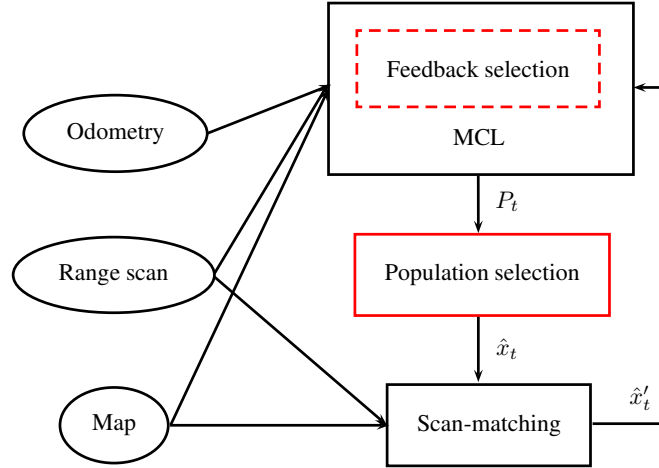 Feedback selection
Odometry
MCL
P_t
Range scan
Population selection
x̂_t
Map
Scan-matching
x̂′_t